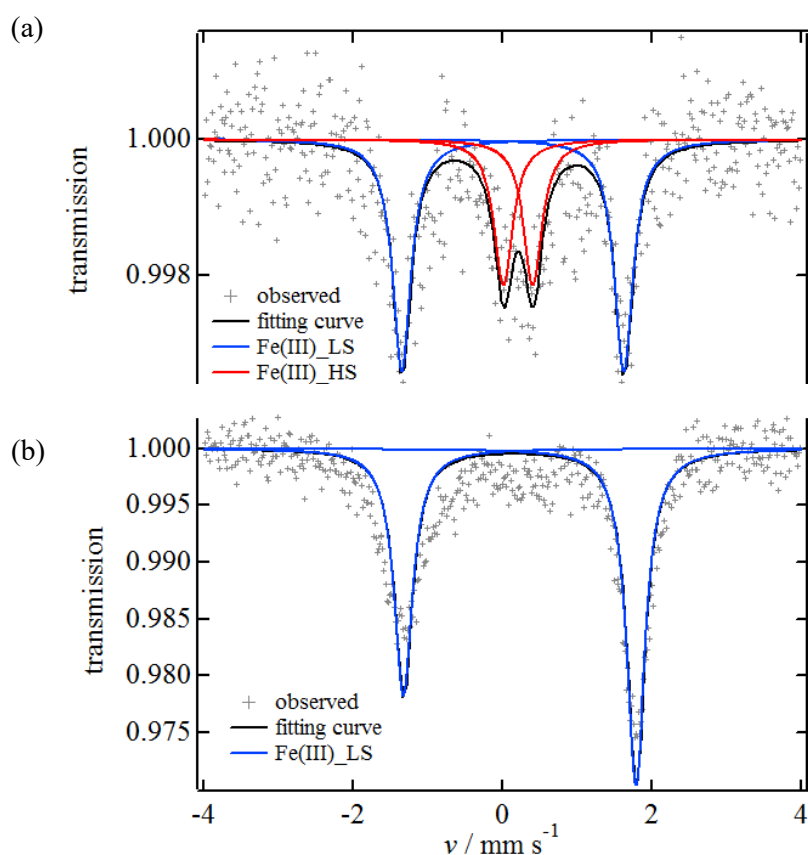 (a)
1.000
0.998
transmission
observed
fitting curve
Fe(III)_LS
Fe(III)_HS
(b)
1.000
0.995
0.990
0.985
0.980
0.975
transmission
observed
fitting curve
Fe(III)_LS
-4 -2 0 2 4
v / mm s⁻¹